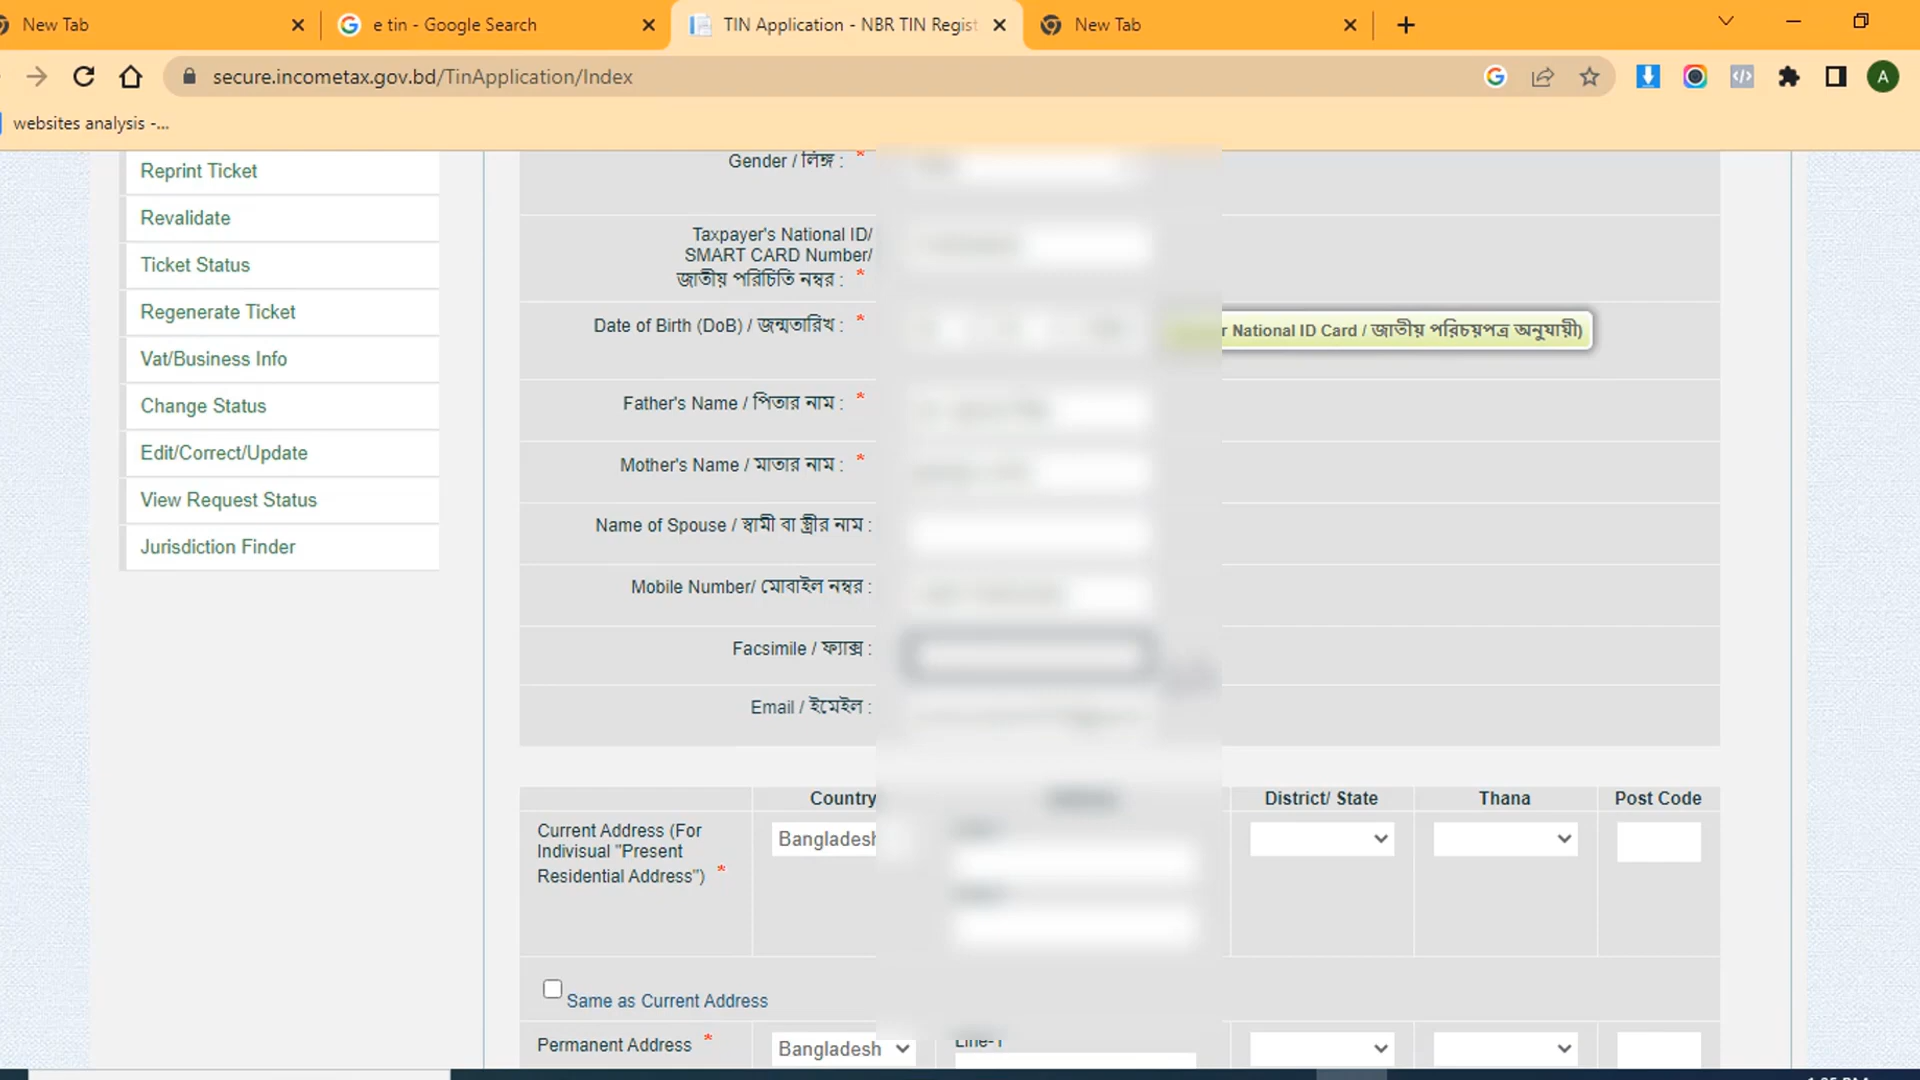 New Tab
e tin - Google Search
TIN Application - NBR TIN Regist
New Tab
secure.incometax.gov.bd/TinApplication/Index
A
websites analysis -...
Reprint Ticket
Revalidate
Ticket Status
Regenerate Ticket
Vat/Business Info
Change Status
Edit/Correct/Update
View Request Status
Jurisdiction Finder
Gender / লিঙ্গ : *
Taxpayer's National ID/
SMART CARD Number/
জাতীয় পরিচিতি নম্বর : *
Date of Birth (DoB) / জন্মতারিখ : *
r National ID Card / জাতীয় পরিচয়পত্র অনুযায়ী)
Father's Name / পিতার নাম : *
Mother's Name / মাতার নাম : *
Name of Spouse / স্বামী বা স্ত্রীর নাম :
Mobile Number/ মোবাইল নম্বর :
Facsimile / ফ্যাক্স :
Email / ইমেইল :
Country District/ State Thana Post Code
Current Address (For
Indivisual "Present
Residential Address") *
Bangladesh
Same as Current Address
Permanent Address *
Bangladesh
Line-1